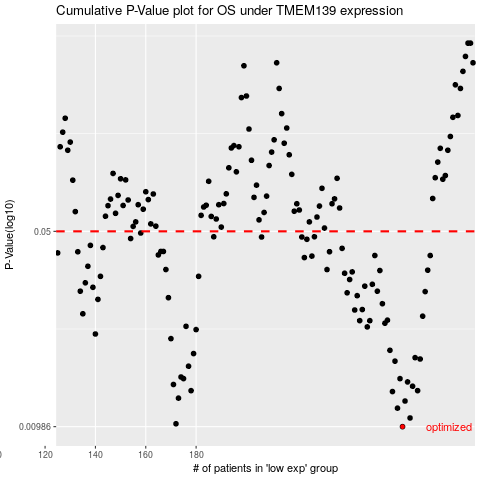 Cumulative P-Value plot for OS under TMEM139 expression
P-Value(log10)
0.05
0.00986
optimized
0 120 140 160 180
# of patients in 'low exp' group